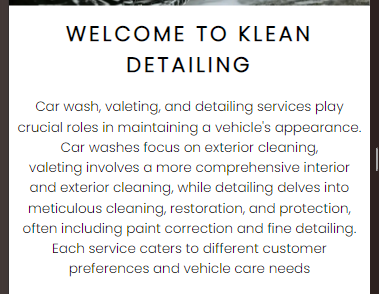 WELCOME TO KLEAN
DETAILING
Car wash, valeting, and detailing services play
crucial roles in maintaining a vehicle's appearance.
Car washes focus on exterior cleaning,
valeting involves a more comprehensive interior
and exterior cleaning, while detailing delves into
meticulous cleaning, restoration, and protection,
often including paint correction and fine detailing.
Each service caters to different customer
preferences and vehicle care needs